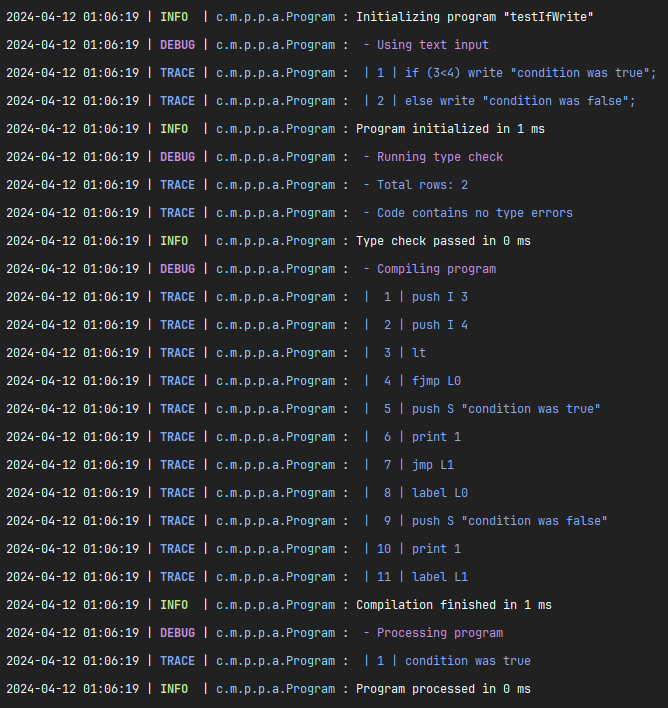 2024-04-12 01:06:19 | INFO  | c.m.p.p.a.Program : Initializing program "testIfWrite"
2024-04-12 01:06:19 | DEBUG | c.m.p.p.a.Program :  - Using text input
2024-04-12 01:06:19 | TRACE | c.m.p.p.a.Program :  | 1 | if (3<4) write "condition was true";
2024-04-12 01:06:19 | TRACE | c.m.p.p.a.Program :  | 2 | else write "condition was false";
2024-04-12 01:06:19 | INFO  | c.m.p.p.a.Program : Program initialized in 1 ms
2024-04-12 01:06:19 | DEBUG | c.m.p.p.a.Program :  - Running type check
2024-04-12 01:06:19 | TRACE | c.m.p.p.a.Program :  - Total rows: 2
2024-04-12 01:06:19 | TRACE | c.m.p.p.a.Program :  - Code contains no type errors
2024-04-12 01:06:19 | INFO  | c.m.p.p.a.Program : Type check passed in 0 ms
2024-04-12 01:06:19 | DEBUG | c.m.p.p.a.Program :  - Compiling program
2024-04-12 01:06:19 | TRACE | c.m.p.p.a.Program :  |  1 | push I 3
2024-04-12 01:06:19 | TRACE | c.m.p.p.a.Program :  |  2 | push I 4
2024-04-12 01:06:19 | TRACE | c.m.p.p.a.Program :  |  3 | lt
2024-04-12 01:06:19 | TRACE | c.m.p.p.a.Program :  |  4 | fjmp L0
2024-04-12 01:06:19 | TRACE | c.m.p.p.a.Program :  |  5 | push S "condition was true"
2024-04-12 01:06:19 | TRACE | c.m.p.p.a.Program :  |  6 | print 1
2024-04-12 01:06:19 | TRACE | c.m.p.p.a.Program :  |  7 | jmp L1
2024-04-12 01:06:19 | TRACE | c.m.p.p.a.Program :  |  8 | label L0
2024-04-12 01:06:19 | TRACE | c.m.p.p.a.Program :  |  9 | push S "condition was false"
2024-04-12 01:06:19 | TRACE | c.m.p.p.a.Program :  | 10 | print 1
2024-04-12 01:06:19 | TRACE | c.m.p.p.a.Program :  | 11 | label L1
2024-04-12 01:06:19 | INFO  | c.m.p.p.a.Program : Compilation finished in 1 ms
2024-04-12 01:06:19 | DEBUG | c.m.p.p.a.Program :  - Processing program
2024-04-12 01:06:19 | TRACE | c.m.p.p.a.Program :  | 1 | condition was true
2024-04-12 01:06:19 | INFO  | c.m.p.p.a.Program : Program processed in 0 ms